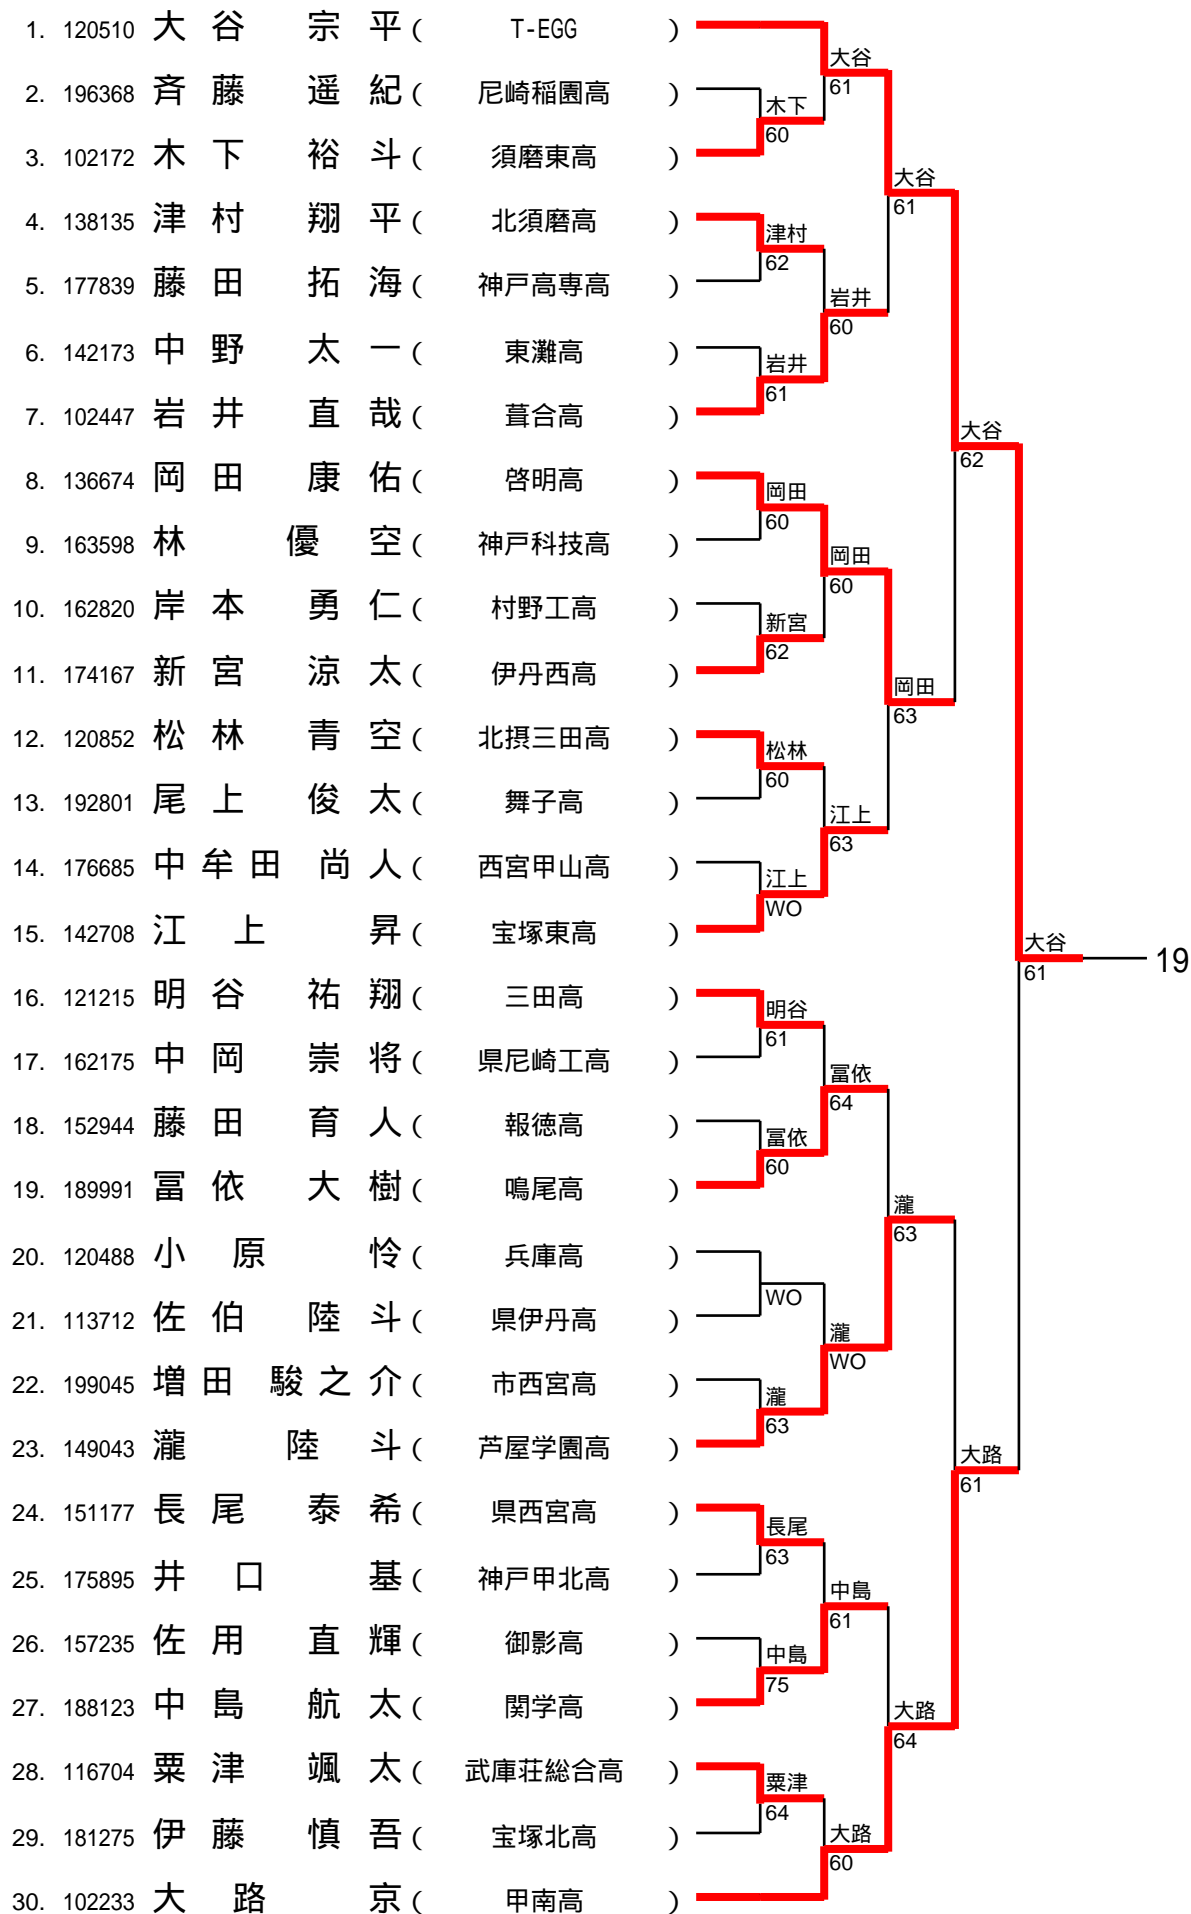 1. 120510 大谷 宗平 ( T-EGG )
大谷
61
2. 196368 斉藤 遥紀 ( 尼崎稲園高 )
木下
60
3. 102172 木下 裕斗 ( 須磨東高 )
大谷
61
4. 138135 津村 翔平 ( 北須磨高 )
津村
62
5. 177839 藤田 拓海 ( 神戸高専高 )
岩井
60
6. 142173 中野 太一 ( 東灘高 )
岩井
61
7. 102447 岩井 直哉 ( 葺合高 )
大谷
62
8. 136674 岡田 康佑 ( 啓明高 )
岡田
60
9. 163598 林 優空 ( 神戸科技高 )
岡田
60
10. 162820 岸本 勇仁 ( 村野工高 )
新宮
62
11. 174167 新宮 涼太 ( 伊丹西高 )
岡田
63
12. 120852 松林 青空 ( 北摂三田高 )
松林
60
13. 192801 尾上 俊太 ( 舞子高 )
江上
63
14. 176685 中牟田 尚人 ( 西宮甲山高 )
江上
WO
15. 142708 江上 昇 ( 宝塚東高 )
大谷
61
19
16. 121215 明谷 祐翔 ( 三田高 )
明谷
61
17. 162175 中岡 崇将 ( 県尼崎工高 )
冨依
64
18. 152944 藤田 育人 ( 報徳高 )
冨依
60
19. 189991 冨依 大樹 ( 鳴尾高 )
瀧
63
20. 120488 小原 怜 ( 兵庫高 )
WO
21. 113712 佐伯 陸斗 ( 県伊丹高 )
瀧
WO
22. 199045 増田 駿之介 ( 市西宮高 )
瀧
63
23. 149043 瀧 陸斗 ( 芦屋学園高 )
大路
61
24. 151177 長尾 泰希 ( 県西宮高 )
長尾
63
25. 175895 井口 基 ( 神戸甲北高 )
中島
61
26. 157235 佐用 直輝 ( 御影高 )
中島
75
27. 188123 中島 航太 ( 関学高 )
大路
64
28. 116704 粟津 颯太 ( 武庫荘総合高 )
粟津
64
29. 181275 伊藤 慎吾 ( 宝塚北高 )
大路
60
30. 102233 大路 京 ( 甲南高 )